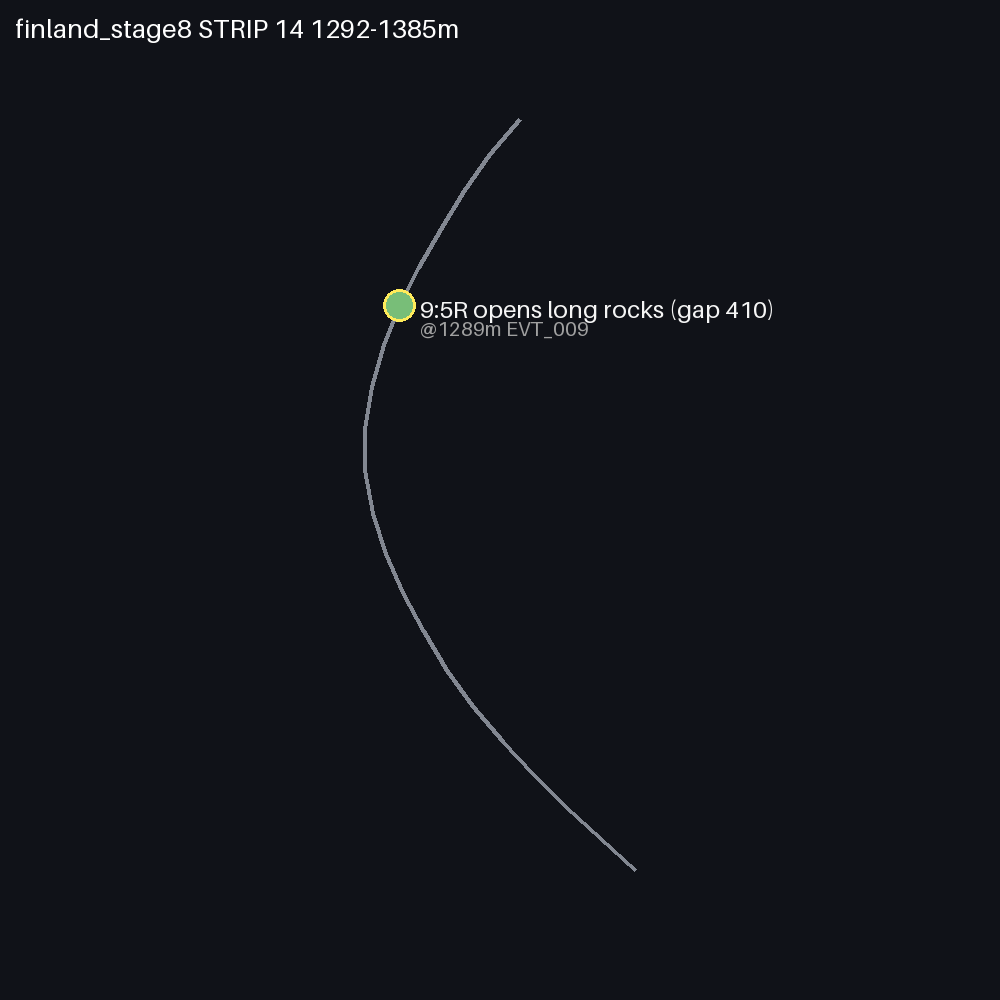 finland_stage8 STRIP 14 1292-1385m
9:5R opens long rocks (gap 410)
@1289m EVT_009